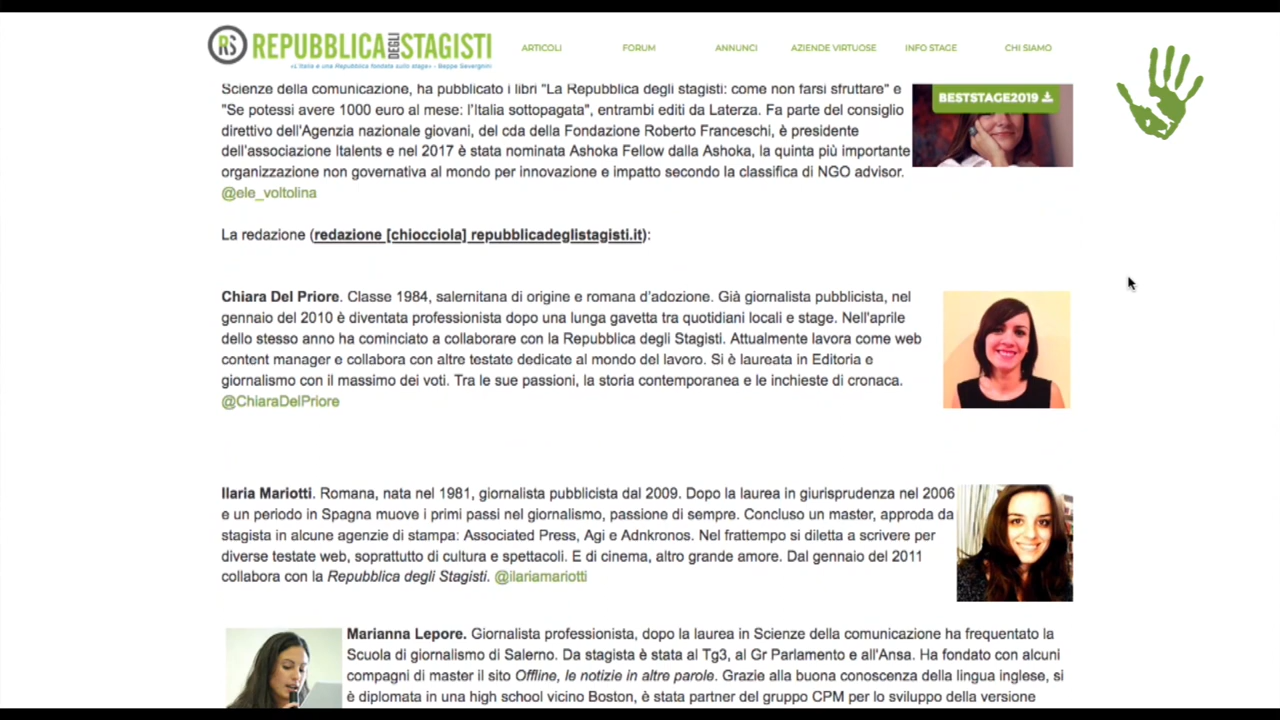 RS REPUBBLICA DEGLI STAGISTI
«L'Italia è una Repubblica fondata sullo stage» - Beppe Severgnini
ARTICOLI FORUM ANNUNCI AZIENDE VIRTUOSE INFO STAGE CHI SIAMO
Scienze della comunicazione, ha pubblicato i libri "La Repubblica degli stagisti: come non farsi sfruttare" e
"Se potessi avere 1000 euro al mese: l'Italia sottopagata", entrambi editi da Laterza. Fa parte del consiglio
direttivo dell'Agenzia nazionale giovani, del cda della Fondazione Roberto Franceschi, è presidente
dell'associazione Italents e nel 2017 è stata nominata Ashoka Fellow dalla Ashoka, la quinta più importante
organizzazione non governativa al mondo per innovazione e impatto secondo la classifica di NGO advisor.
@ele_voltolina
BESTSTAGE2019
La redazione (redazione [chiocciola] repubblicadeglistagisti.it):
Chiara Del Priore. Classe 1984, salernitana di origine e romana d'adozione. Già giornalista pubblicista, nel
gennaio del 2010 è diventata professionista dopo una lunga gavetta tra quotidiani locali e stage. Nell'aprile
dello stesso anno ha cominciato a collaborare con la Repubblica degli Stagisti. Attualmente lavora come web
content manager e collabora con altre testate dedicate al mondo del lavoro. Si è laureata in Editoria e
giornalismo con il massimo dei voti. Tra le sue passioni, la storia contemporanea e le inchieste di cronaca.
@ChiaraDelPriore
Ilaria Mariotti. Romana, nata nel 1981, giornalista pubblicista dal 2009. Dopo la laurea in giurisprudenza nel 2006
e un periodo in Spagna muove i primi passi nel giornalismo, passione di sempre. Concluso un master, approda da
stagista in alcune agenzie di stampa: Associated Press, Agi e Adnkronos. Nel frattempo si diletta a scrivere per
diverse testate web, soprattutto di cultura e spettacoli. E di cinema, altro grande amore. Dal gennaio del 2011
collabora con la Repubblica degli Stagisti. @ilariamariotti
Marianna Lepore. Giornalista professionista, dopo la laurea in Scienze della comunicazione ha frequentato la
Scuola di giornalismo di Salerno. Da stagista è stata al Tg3, al Gr Parlamento e all'Ansa. Ha fondato con alcuni
compagni di master il sito Offline, le notizie in altre parole. Grazie alla buona conoscenza della lingua inglese, si
è diplomata in una high school vicino Boston, è stata partner del gruppo CPM per lo sviluppo della versione